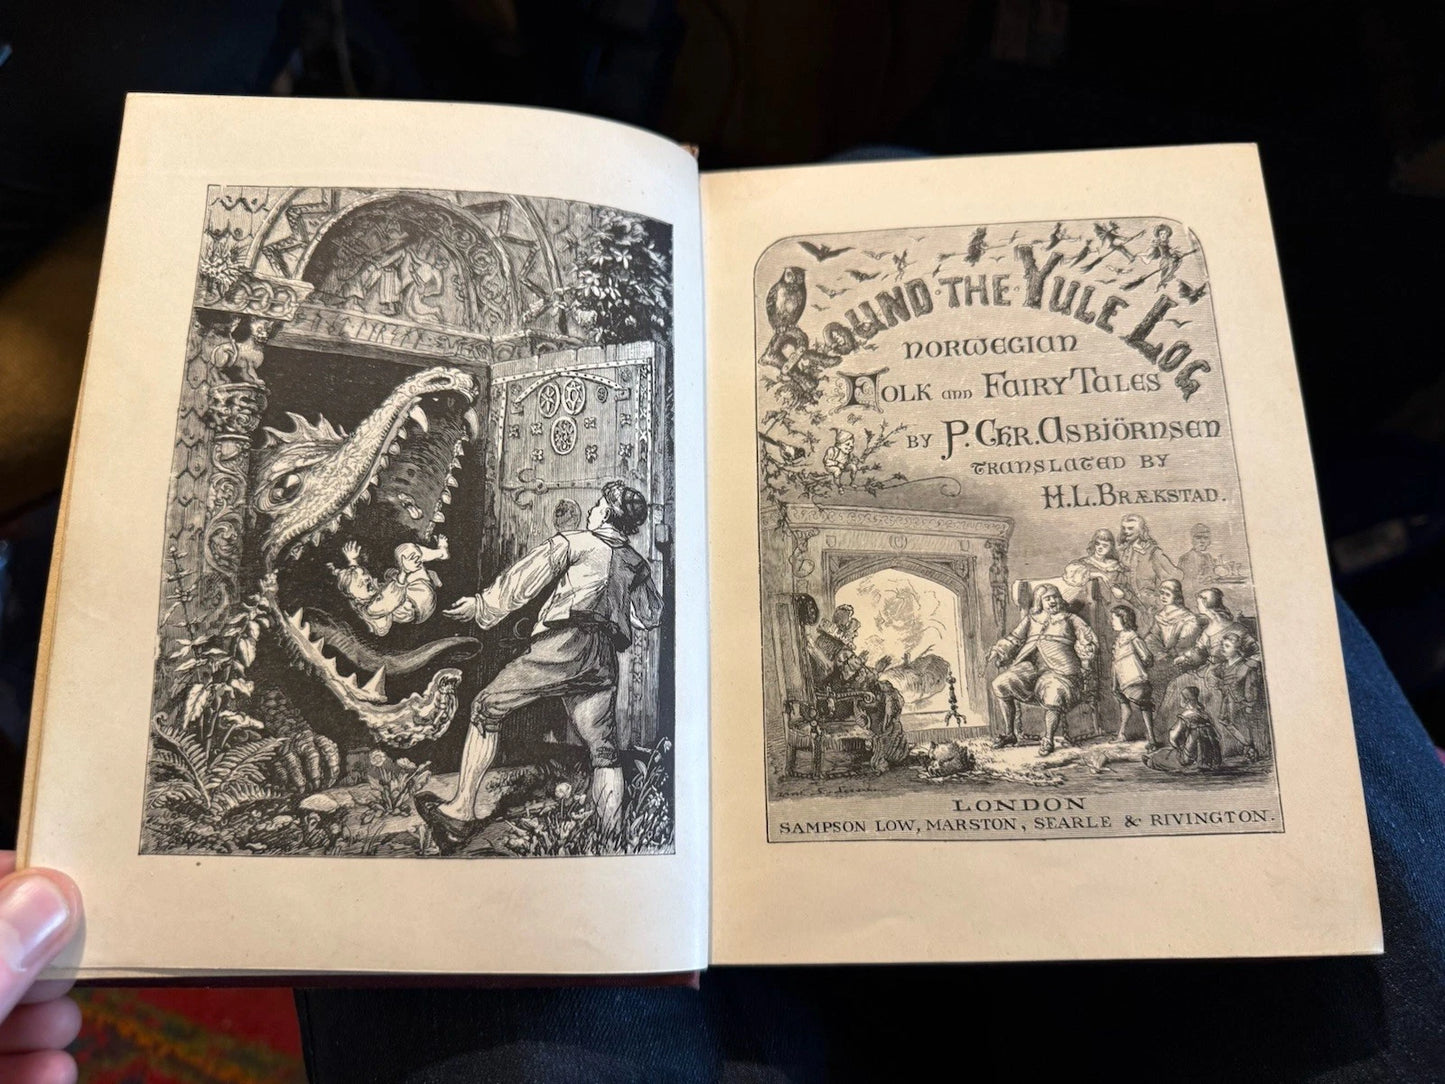 ROUND·THE·YULE LOG
NORWEGIAN
FOLK AND FAIRY TALES
BY P. CHR. ASBJÖRNSEN
TRANSLATED BY
H. L. BRÆKSTAD.
LONDON
SAMPSON LOW, MARSTON, SEARLE & RIVINGTON.